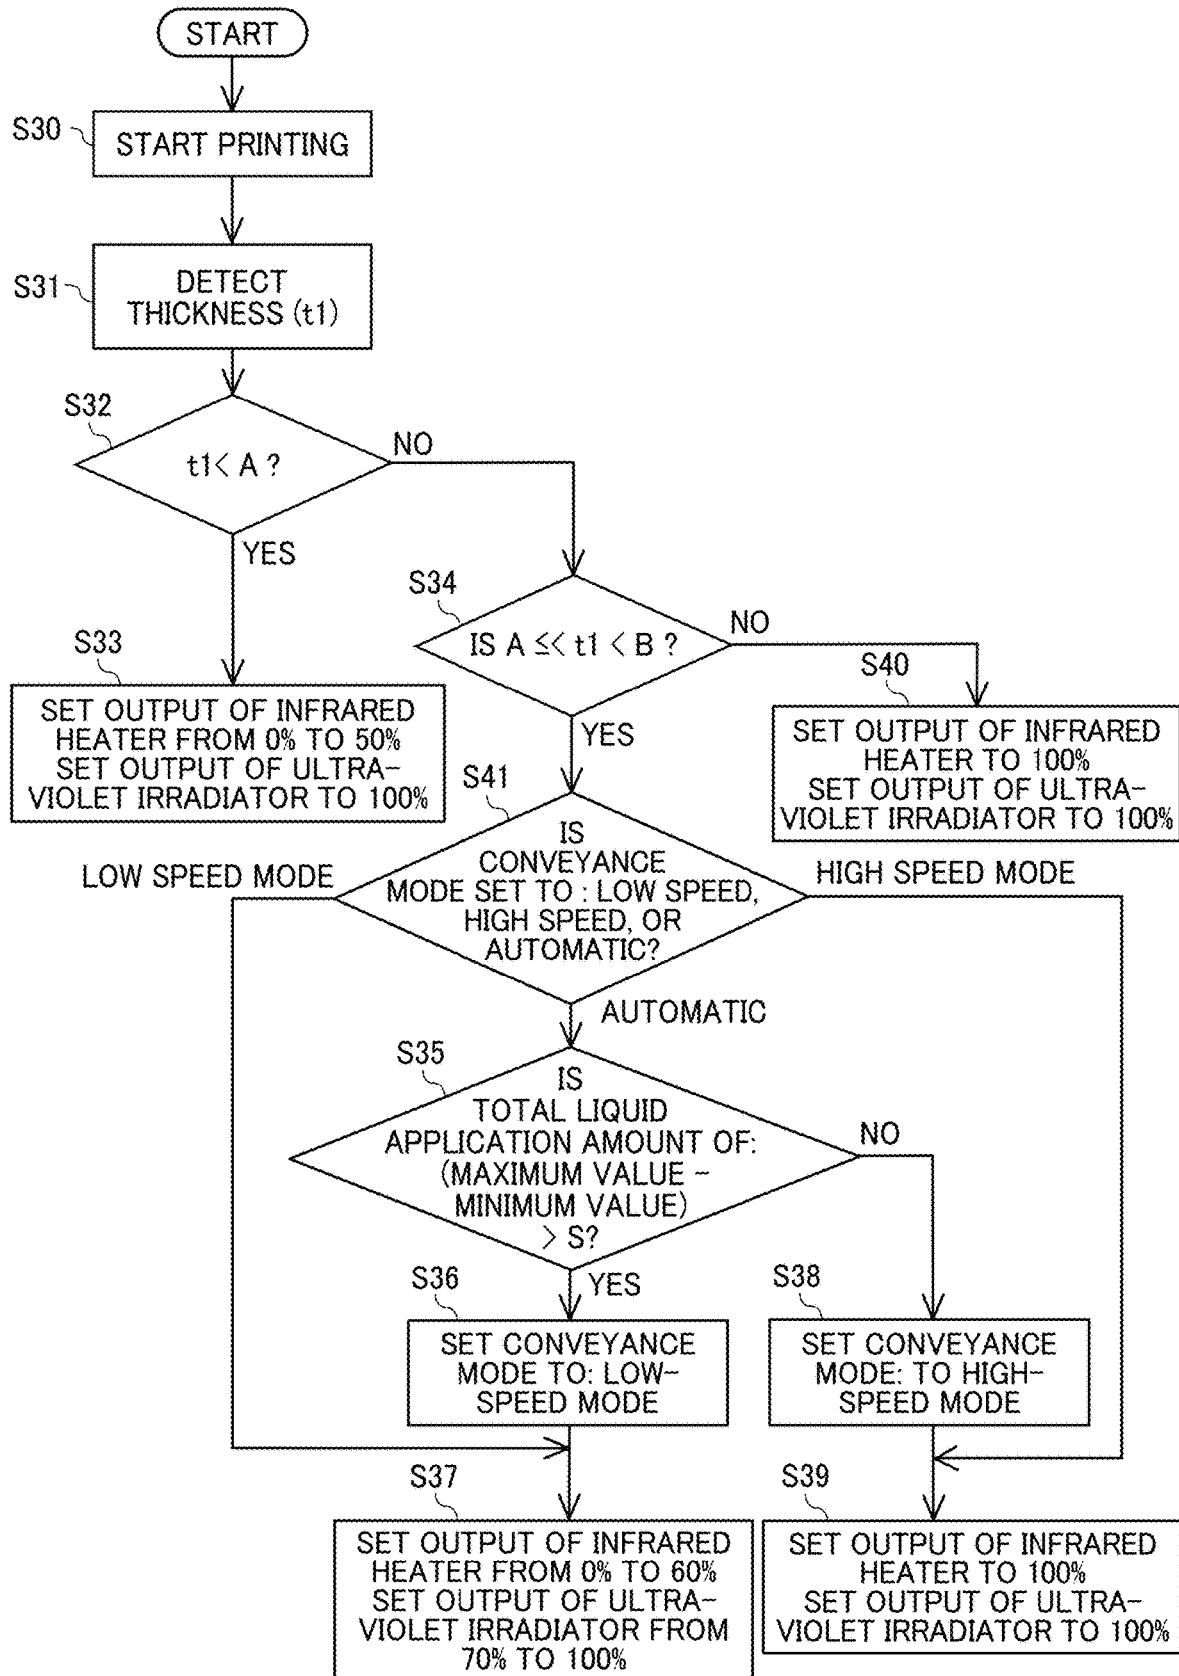 START
S30
START PRINTING
S31
DETECT
THICKNESS (t1)
S32
t1< A ?
NO
YES
S34
IS A ≤< t1 < B ?
NO
YES
S33
SET OUTPUT OF INFRARED
HEATER FROM 0% TO 50%
SET OUTPUT OF ULTRA-
VIOLET IRRADIATOR TO 100%
S40
SET OUTPUT OF INFRARED
HEATER TO 100%
SET OUTPUT OF ULTRA-
VIOLET IRRADIATOR TO 100%
S41
IS
CONVEYANCE
MODE SET TO : LOW SPEED,
HIGH SPEED, OR
AUTOMATIC?
LOW SPEED MODE
HIGH SPEED MODE
AUTOMATIC
S35
IS
TOTAL LIQUID
APPLICATION AMOUNT OF:
(MAXIMUM VALUE -
MINIMUM VALUE)
> S?
NO
YES
S36
SET CONVEYANCE
MODE TO: LOW-
SPEED MODE
S38
SET CONVEYANCE
MODE: TO HIGH-
SPEED MODE
S37
SET OUTPUT OF INFRARED
HEATER FROM 0% TO 60%
SET OUTPUT OF ULTRA-
VIOLET IRRADIATOR FROM
70% TO 100%
S39
SET OUTPUT OF INFRARED
HEATER TO 100%
SET OUTPUT OF ULTRA-
VIOLET IRRADIATOR TO 100%